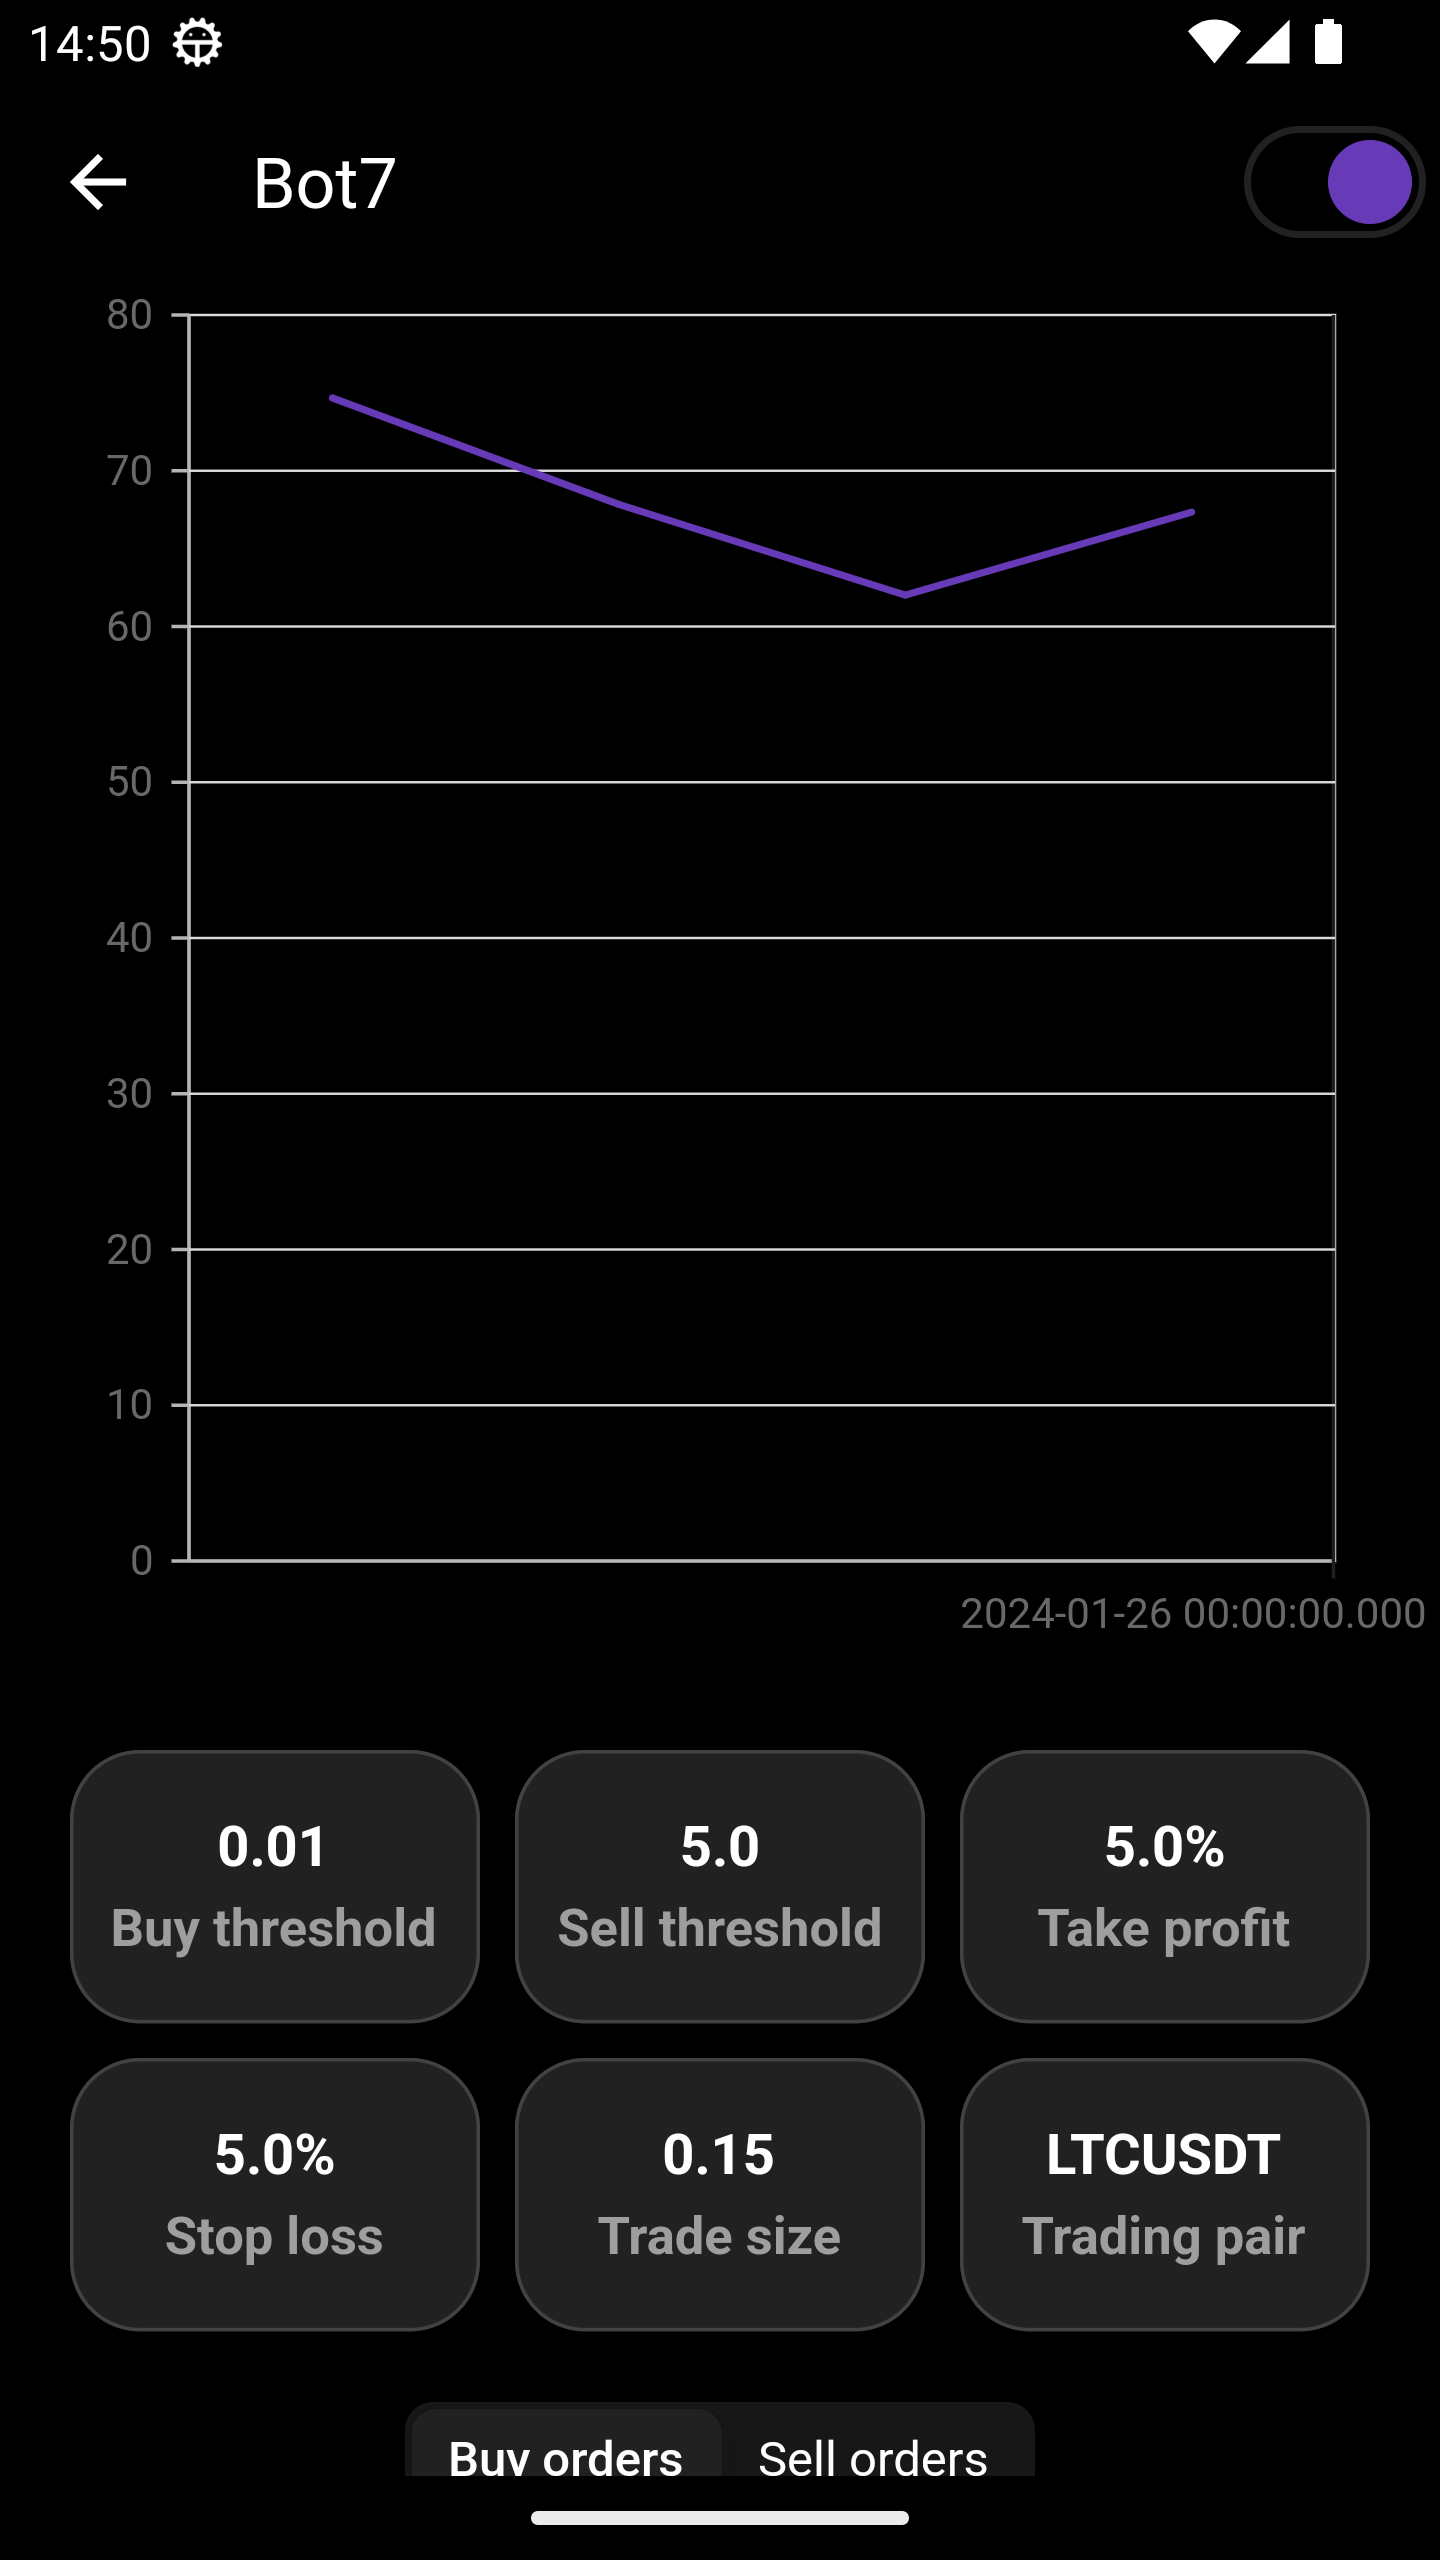 14:50
Bot7
80
70
60
50
40
30
20
10
0
2024-01-26 00:00:00.000
0.01
5.0
5.0%
Buy threshold
Sell threshold
Take profit
5.0%
0.15
LTCUSDT
Stop loss
Trade size
Trading pair
Buy orders
Sell orders